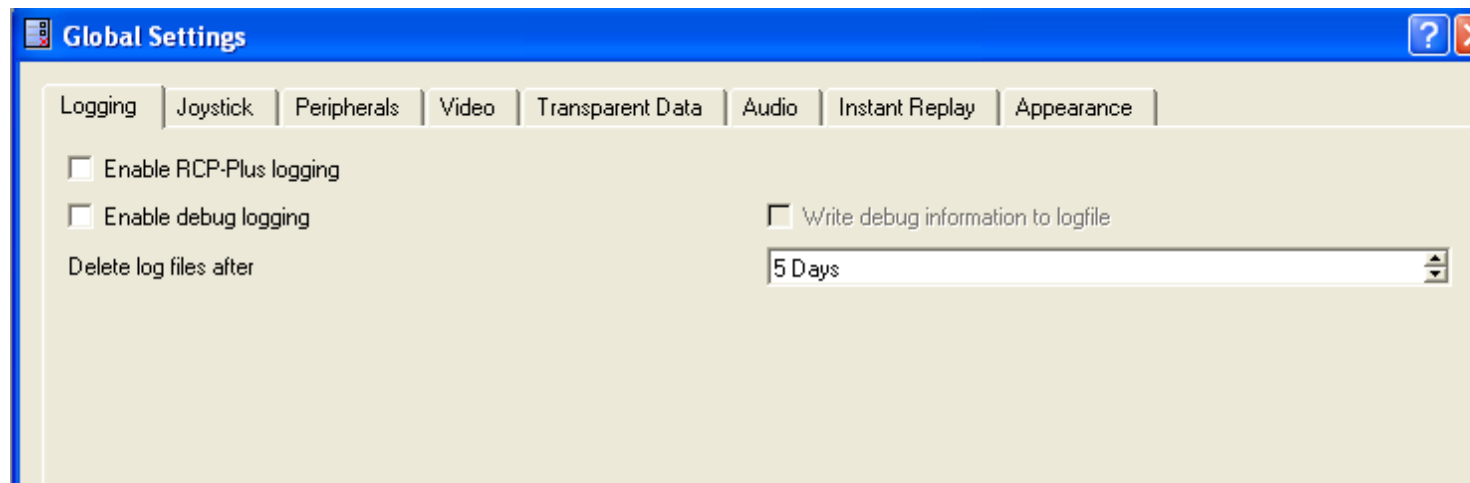 Global Settings
Logging Joystick Peripherals Video Transparent Data Audio Instant Replay Appearance
Enable RCP-Plus logging
Enable debug logging Write debug information to logfile
Delete log files after 5 Days